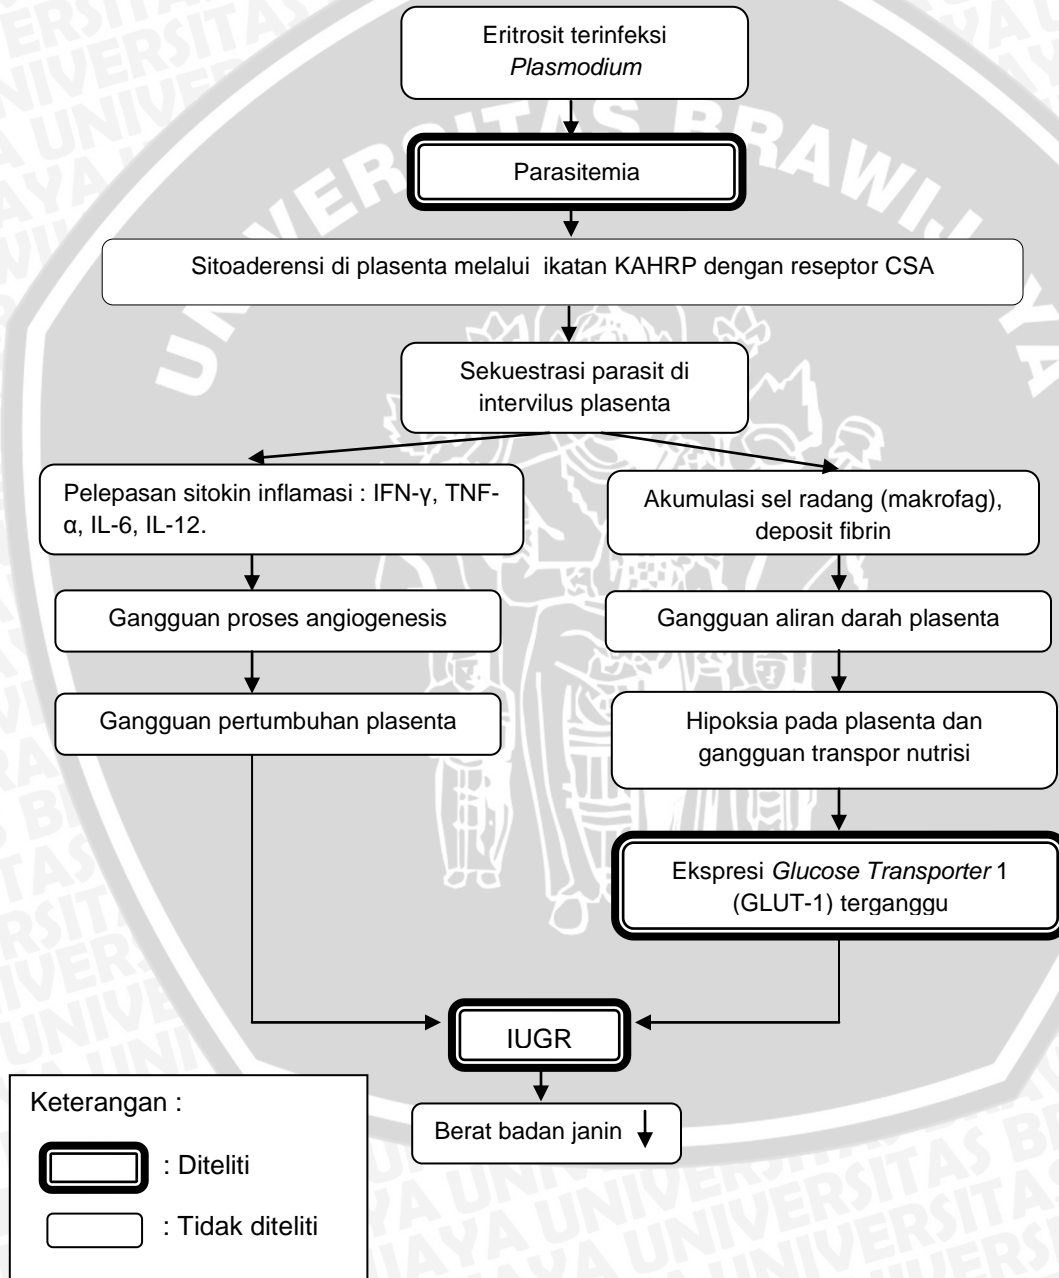 Eritrosit terinfeksi
Plasmodium
UNIVERSITAS BRAWIJAYA
Parasitemia
Sitoaderensi di plasenta melalui ikatan KAHRP dengan reseptor CSA
Sekuestrasi parasit di
intervilus plasenta
Pelepasan sitokin inflamasi : IFN-γ, TNF-
α, IL-6, IL-12.
Akumulasi sel radang (makrofag),
deposit fibrin
Gangguan proses angiogenesis
Gangguan aliran darah plasenta
Gangguan pertumbuhan plasenta
Hipoksia pada plasenta dan
gangguan transpor nutrisi
Ekspresi Glucose Transporter 1
(GLUT-1) terganggu
IUGR
Berat badan janin
Keterangan :
: Diteliti
: Tidak diteliti